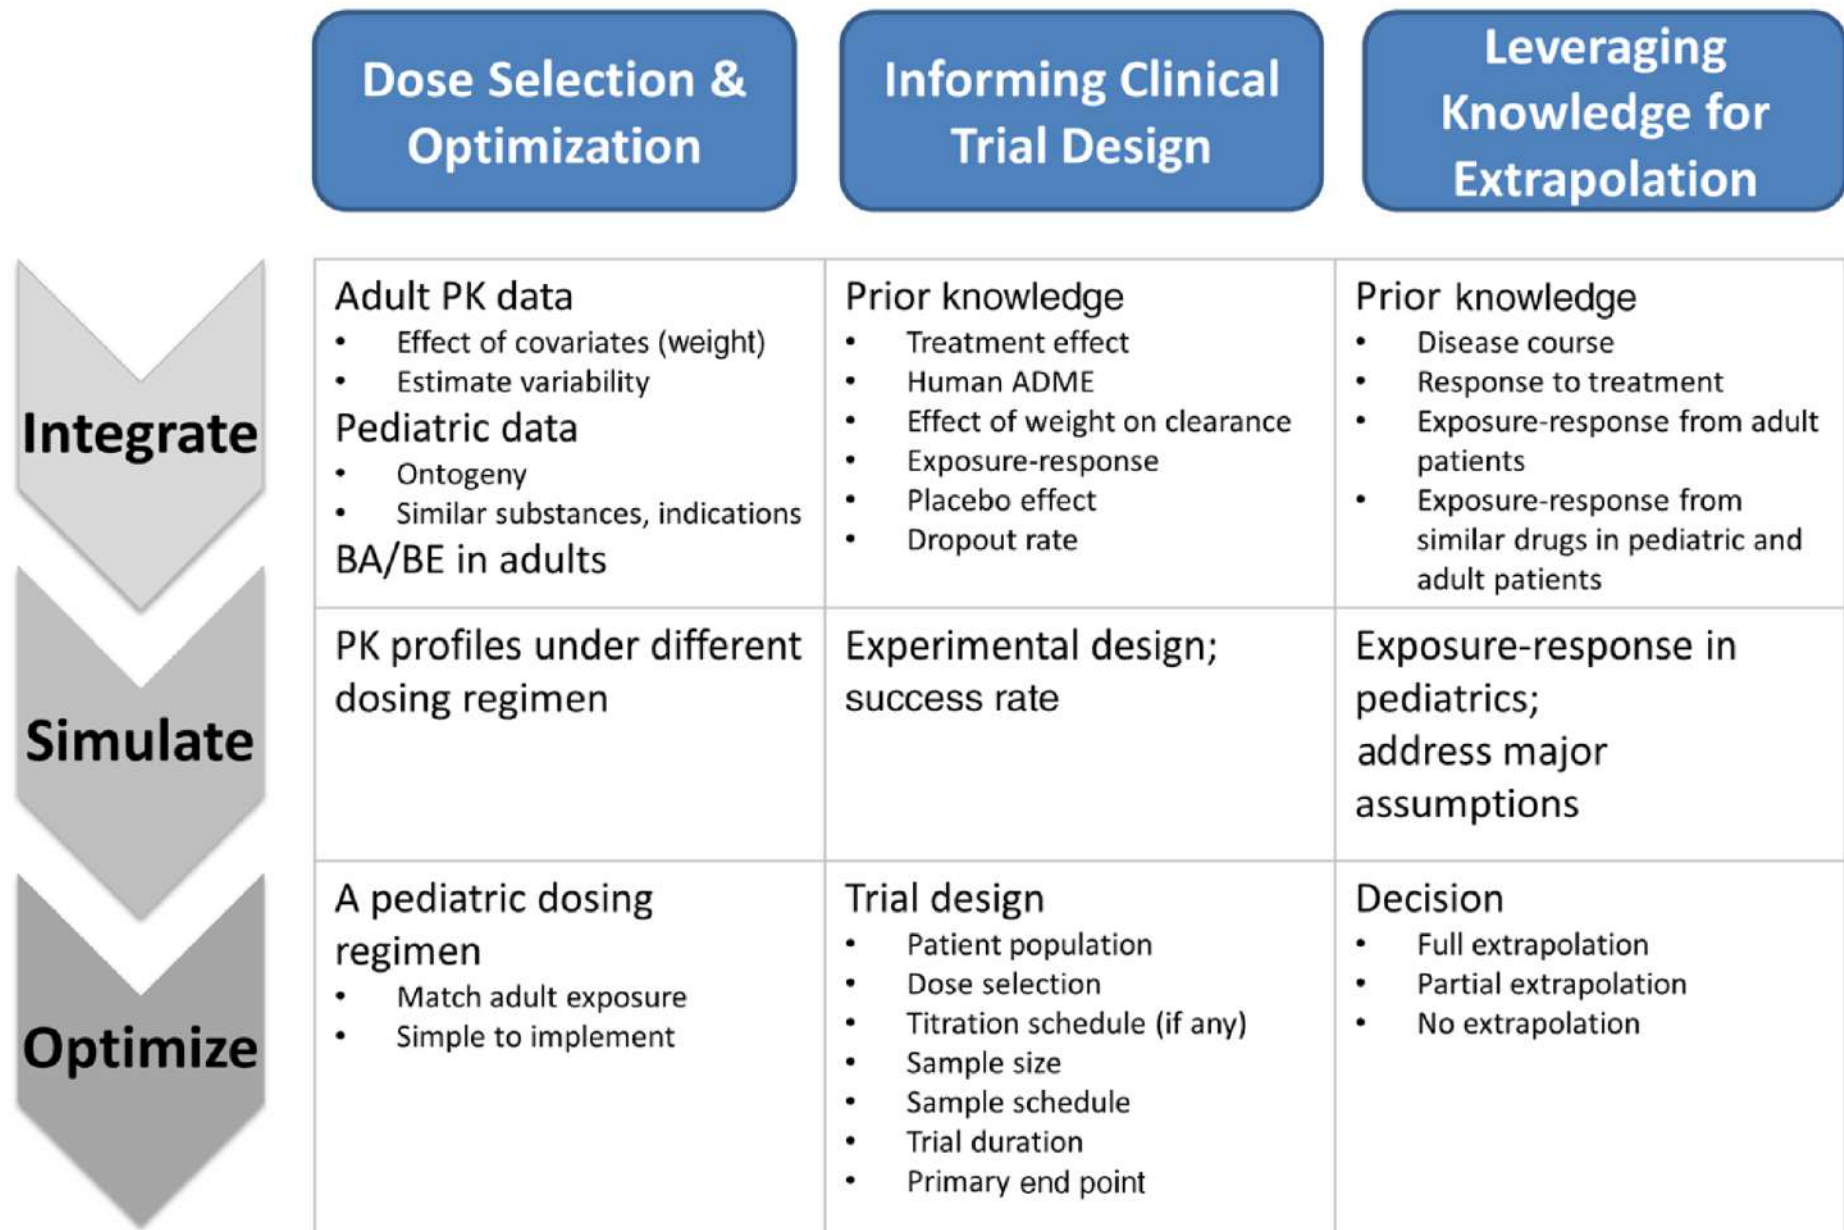 Dose Selection &
Optimization
Informing Clinical
Trial Design
Leveraging
Knowledge for
Extrapolation
Integrate
Adult PK data
• Effect of covariates (weight)
• Estimate variability
Pediatric data
• Ontogeny
• Similar substances, indications
BA/BE in adults
Prior knowledge
• Treatment effect
• Human ADME
• Effect of weight on clearance
• Exposure-response
• Placebo effect
• Dropout rate
Prior knowledge
• Disease course
• Response to treatment
• Exposure-response from adult
patients
• Exposure-response from
similar drugs in pediatric and
adult patients
Simulate
PK profiles under different
dosing regimen
Experimental design;
success rate
Exposure-response in
pediatrics;
address major
assumptions
Optimize
A pediatric dosing
regimen
• Match adult exposure
• Simple to implement
Trial design
• Patient population
• Dose selection
• Titration schedule (if any)
• Sample size
• Sample schedule
• Trial duration
• Primary end point
Decision
• Full extrapolation
• Partial extrapolation
• No extrapolation